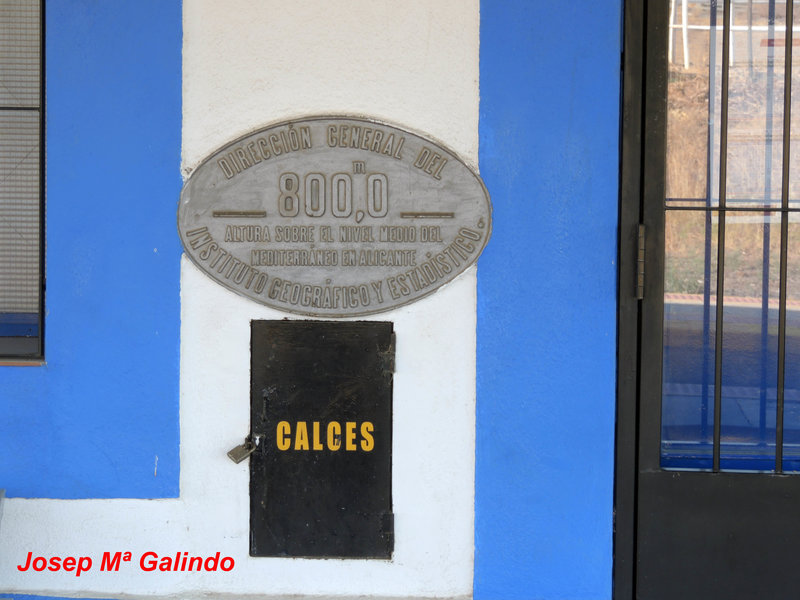 DIRECCIÓN GENERAL DEL
800,0 m
ALTURA SOBRE EL NIVEL MEDIO DEL
MEDITERRÁNEO EN ALICANTE
INSTITUTO GEOGRÁFICO Y ESTADÍSTICO.
CALCES
Josep Mª Galindo